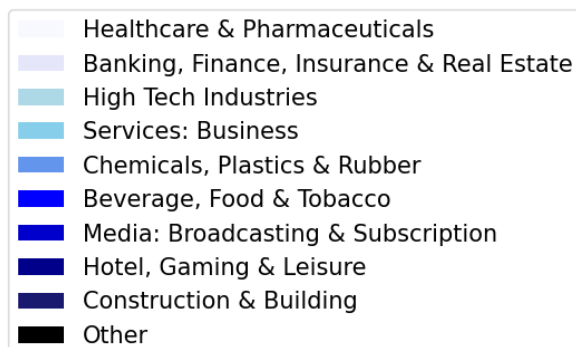 Healthcare & Pharmaceuticals
Banking, Finance, Insurance & Real Estate
High Tech Industries
Services: Business
Chemicals, Plastics & Rubber
Beverage, Food & Tobacco
Media: Broadcasting & Subscription
Hotel, Gaming & Leisure
Construction & Building
Other